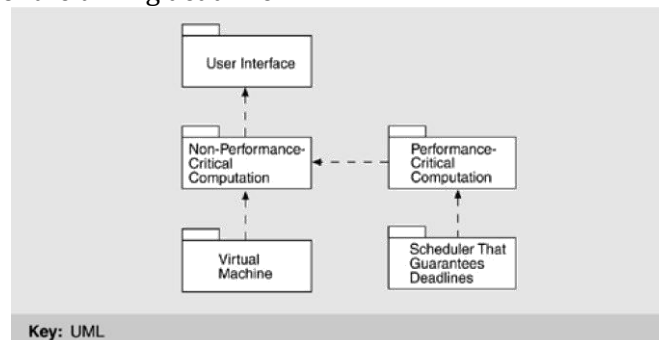 User Interface
Non-Performance-
Critical
Computation
Performance-
Critical
Computation
Virtual
Machine
Scheduler That
Guarantees
Deadlines
Key: UML